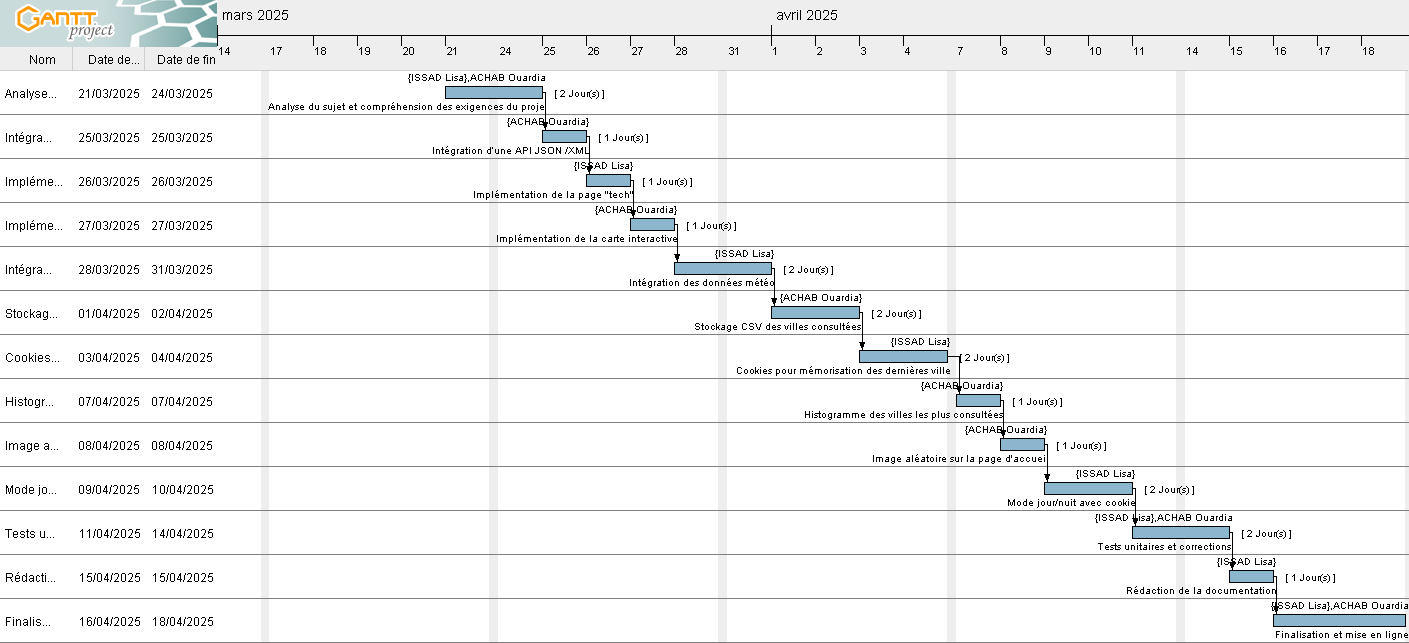 GANTT project
mars 2025
avril 2025
14 17 18 19 20 21 24 25 26 27 28 31 1 2 3 4 7 8 9 10 11 14 15 16 17 18
Nom Date de... Date de fin
{ISSAD Lisa},ACHAB Ouardia
Analyse... 21/03/2025 24/03/2025 [ 2 Jour(s) ]
Analyse du sujet et compréhension des exigences du proje
{ACHAB Ouardia}
Intégra... 25/03/2025 25/03/2025 [ 1 Jour(s) ]
Intégration d'une API JSON /XML
{ISSAD Lisa}
Impléme... 26/03/2025 26/03/2025 [ 1 Jour(s) ]
Implémentation de la page "tech"
{ACHAB Ouardia}
Impléme... 27/03/2025 27/03/2025 [ 1 Jour(s) ]
Implémentation de la carte interactive
{ISSAD Lisa}
Intégra... 28/03/2025 31/03/2025 [ 2 Jour(s) ]
Intégration des données météo
{ACHAB Ouardia}
Stockag... 01/04/2025 02/04/2025 [ 2 Jour(s) ]
Stockage CSV des villes consultées
{ISSAD Lisa}
Cookies... 03/04/2025 04/04/2025 [ 2 Jour(s) ]
Cookies pour mémorisation des dernières ville
{ACHAB Ouardia}
Histogr... 07/04/2025 07/04/2025 [ 1 Jour(s) ]
Histogramme des villes les plus consultées
{ACHAB Ouardia}
Image a... 08/04/2025 08/04/2025 [ 1 Jour(s) ]
Image aléatoire sur la page d'accuei
{ISSAD Lisa}
Mode jo... 09/04/2025 10/04/2025 [ 2 Jour(s) ]
Mode jour/nuit avec cookie
{ISSAD Lisa},ACHAB Ouardia
Tests u... 11/04/2025 14/04/2025 [ 2 Jour(s) ]
Tests unitaires et corrections
{ISSAD Lisa}
Rédacti... 15/04/2025 15/04/2025 [ 1 Jour(s) ]
Rédaction de la documentation
{ISSAD Lisa},ACHAB Ouardia
Finalis... 16/04/2025 18/04/2025
Finalisation et mise en ligne